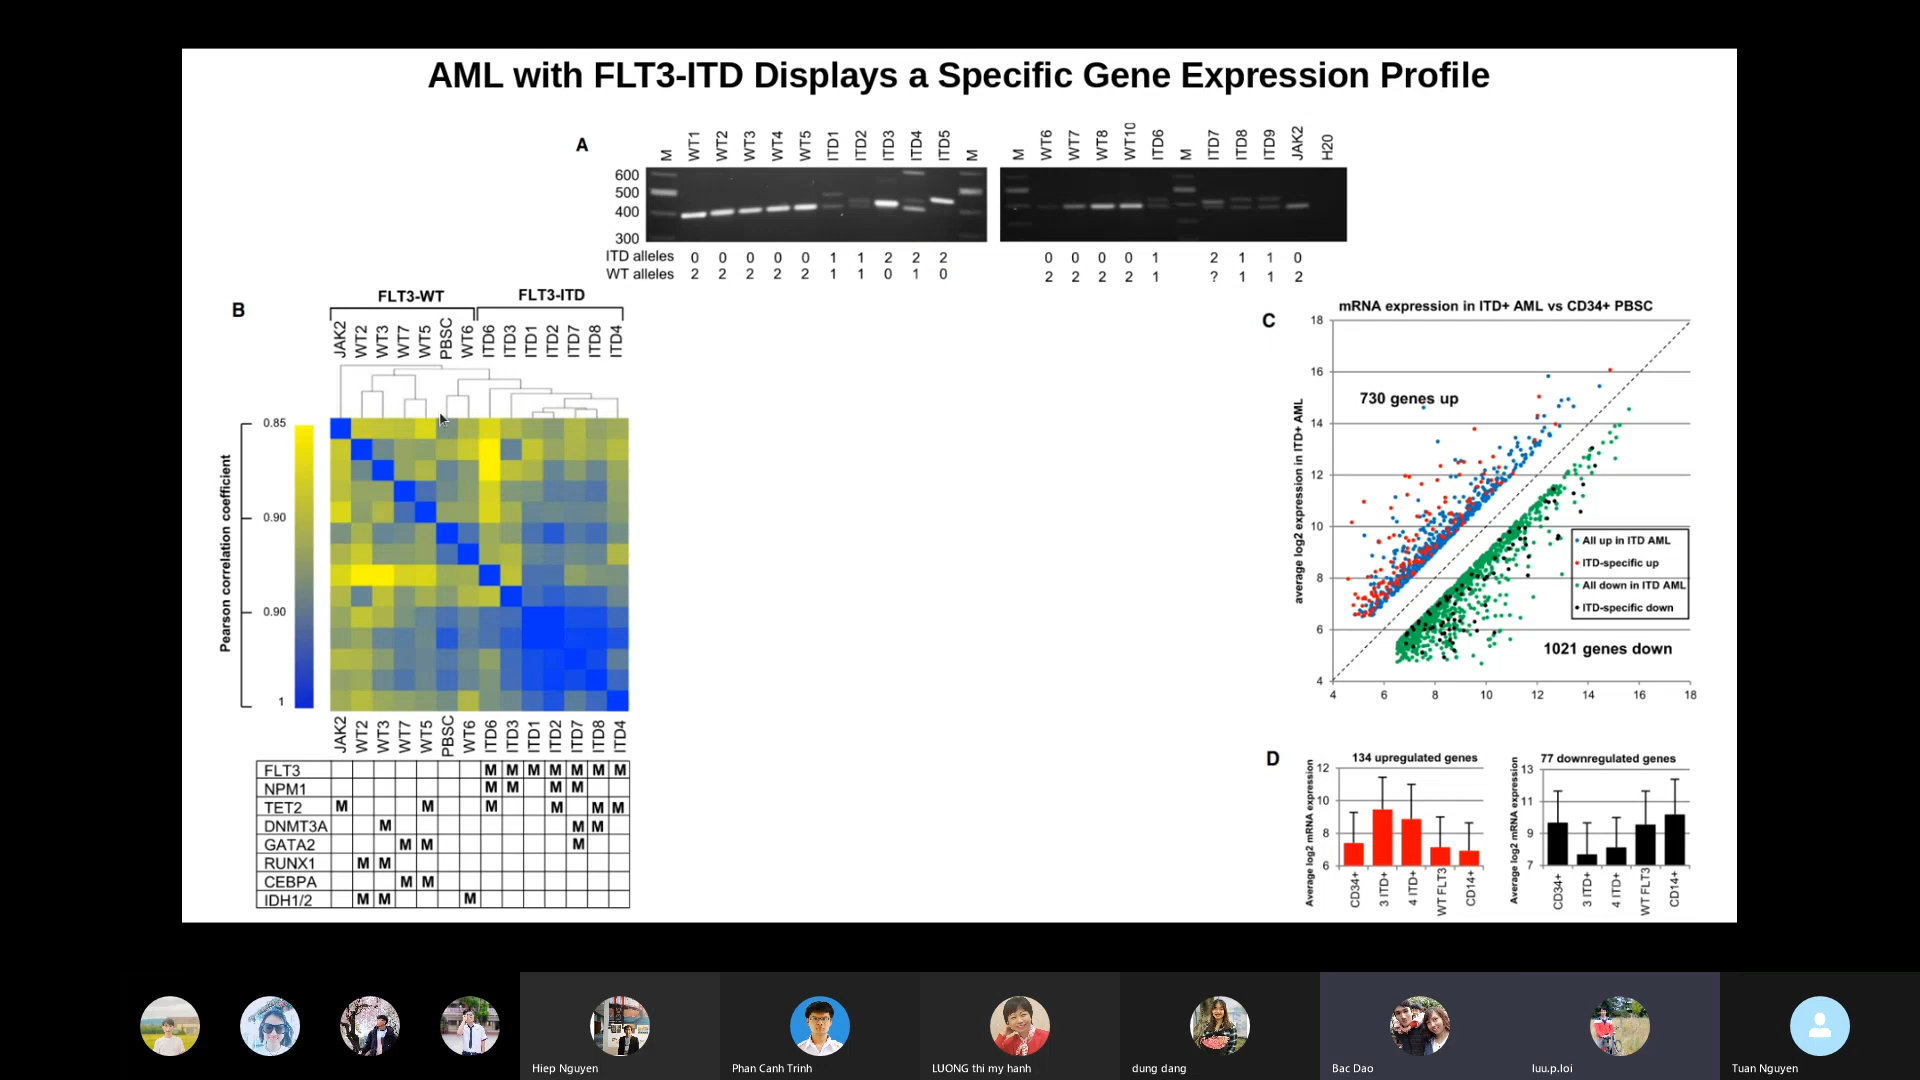 AML with FLT3-ITD Displays a Specific Gene Expression Profile
A
M WT1 WT2 WT3 WT4 WT5 ITD1 ITD2 ITD3 ITD4 ITD5 M
M WT6 WT7 WT8 WT10 ITD6 M ITD7 ITD8 ITD9 JAK2 H20
600
500
400
300
ITD alleles 0 0 0 0 0 1 1 2 2 2
WT alleles 2 2 2 2 2 1 1 0 1 0
0 0 0 0 1 2 1 1 0
2 2 2 2 1 ? 1 1 2
B
FLT3-WT FLT3-ITD
JAK2 WT2 WT3 WT7 WT5 PBSC WT6 ITD6 ITD3 ITD1 ITD2 ITD7 ITD8 ITD4
Pearson correlation coefficient
0.85
0.90
0.90
1
JAK2 WT2 WT3 WT7 WT5 PBSC WT6 ITD6 ITD3 ITD1 ITD2 ITD7 ITD8 ITD4
FLT3 M M M M M M M
NPM1 M M M M
TET2 M M M M M M
DNMT3A M M M
GATA2 M M M
RUNX1 M M
CEBPA M M
IDH1/2 M M M
C
mRNA expression in ITD+ AML vs CD34+ PBSC
average log2 expression in ITD+ AML
18
16
14
12
10
8
6
4
730 genes up
All up in ITD AML
ITD-specific up
All down in ITD AML
ITD-specific down
1021 genes down
4 6 8 10 12 14 16 18
D
134 upregulated genes
Average log2 mRNA expression
12
10
8
6
CD34+ 3 ITD+ 4 ITD+ WT FLT3 CD14+
77 downregulated genes
Average log2 mRNA expression
13
11
9
7
CD34+ 3 ITD+ 4 ITD+ WT FLT3 CD14+
Hiep Nguyen
Phan Canh Trinh
LUONG thi my hanh
dung dang
Bac Dao
luu.p.loi
Tuan Nguyen